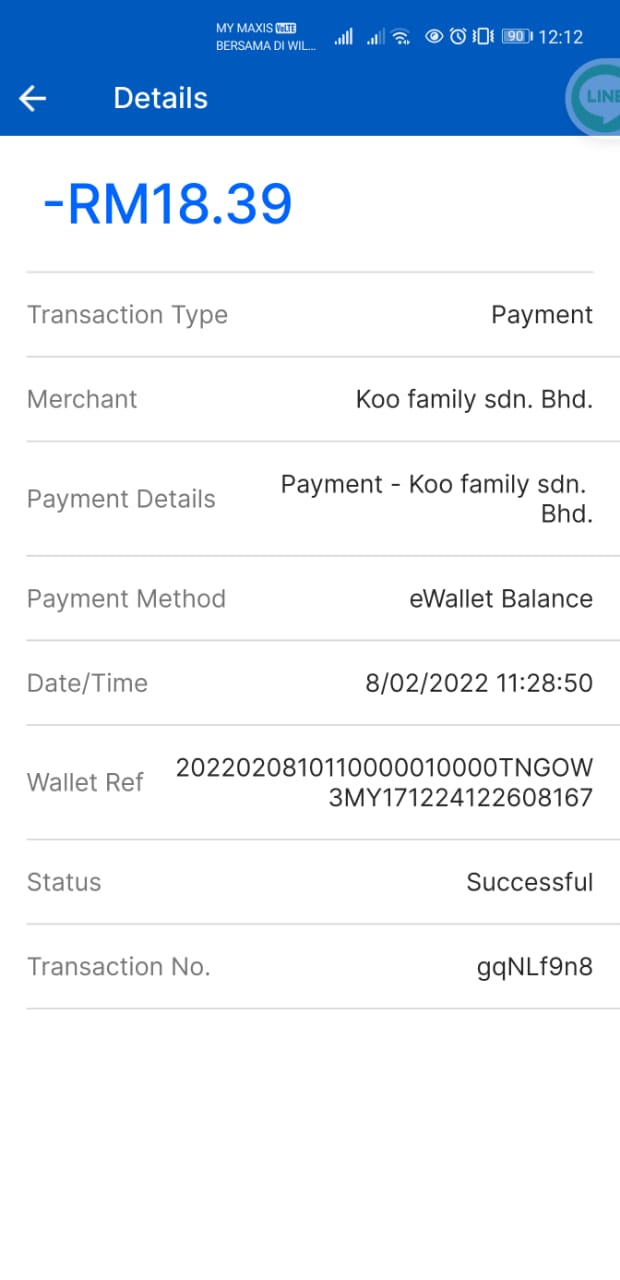 MY MAXIS VoLTE
BERSAMA DI WIL...
90 12:12
Details
LINE
-RM18.39
Transaction Type Payment
Merchant Koo family sdn. Bhd.
Payment Details Payment - Koo family sdn.
Bhd.
Payment Method eWallet Balance
Date/Time 8/02/2022 11:28:50
Wallet Ref 2022020810110000010000TNGOW
3MY171224122608167
Status Successful
Transaction No. gqNLf9n8